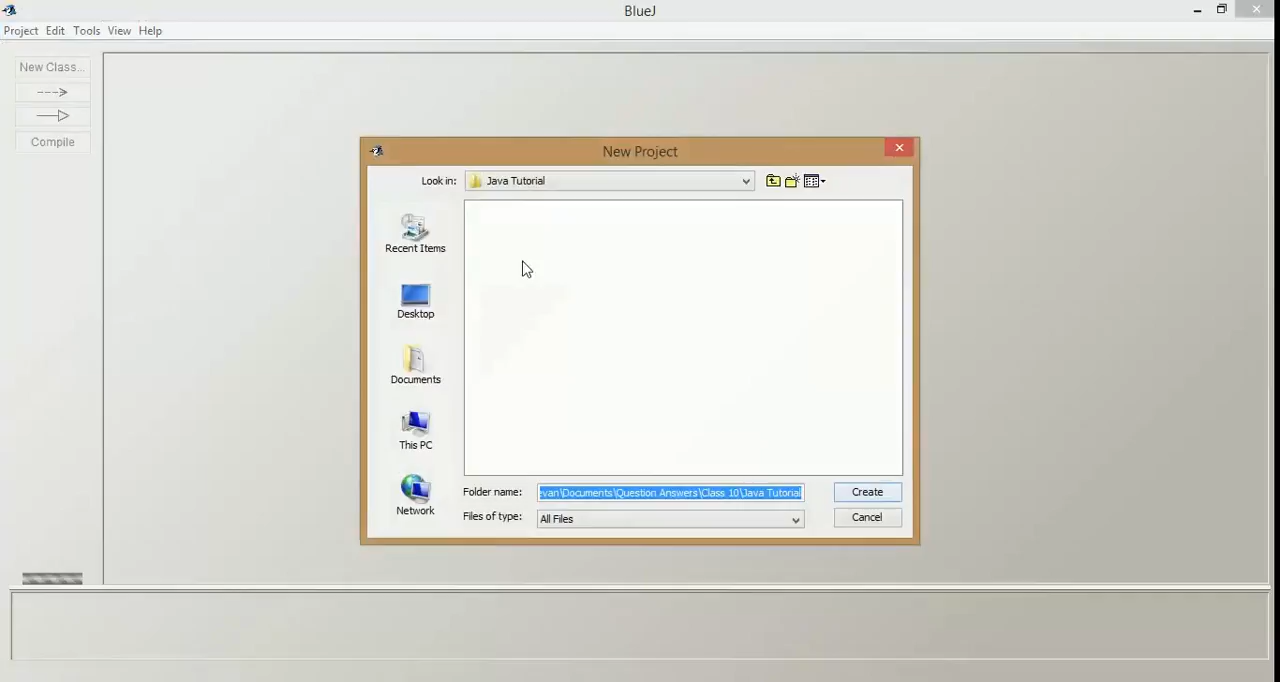 BlueJ
Project Edit Tools View Help
New Class...
Compile
New Project
Look in: Java Tutorial
Recent Items
Desktop
Documents
This PC
Network
Folder name: evan\Documents\Question Answers\Class 10\Java Tutorial Create
Files of type: All Files Cancel